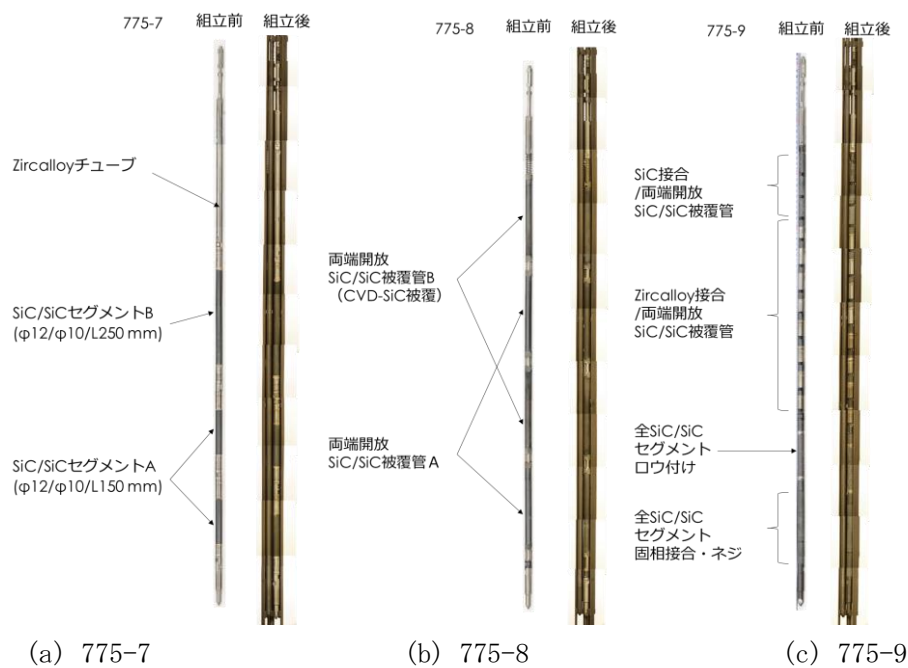 775-7 組立前 組立後
Zircalloyチューブ
SiC/SiCセグメントB
(φ12/φ10/L250 mm)
SiC/SiCセグメントA
(φ12/φ10/L150 mm)
(a) 775-7
775-8 組立前 組立後
両端開放
SiC/SiC被覆管B
（CVD-SiC被覆）
両端開放
SiC/SiC被覆管A
(b) 775-8
775-9 組立前 組立後
SiC接合
/両端開放
SiC/SiC被覆管
Zircalloy接合
/両端開放
SiC/SiC被覆管
全SiC/SiC
セグメント
ロウ付け
全SiC/SiC
セグメント
固相接合・ネジ
(c) 775-9